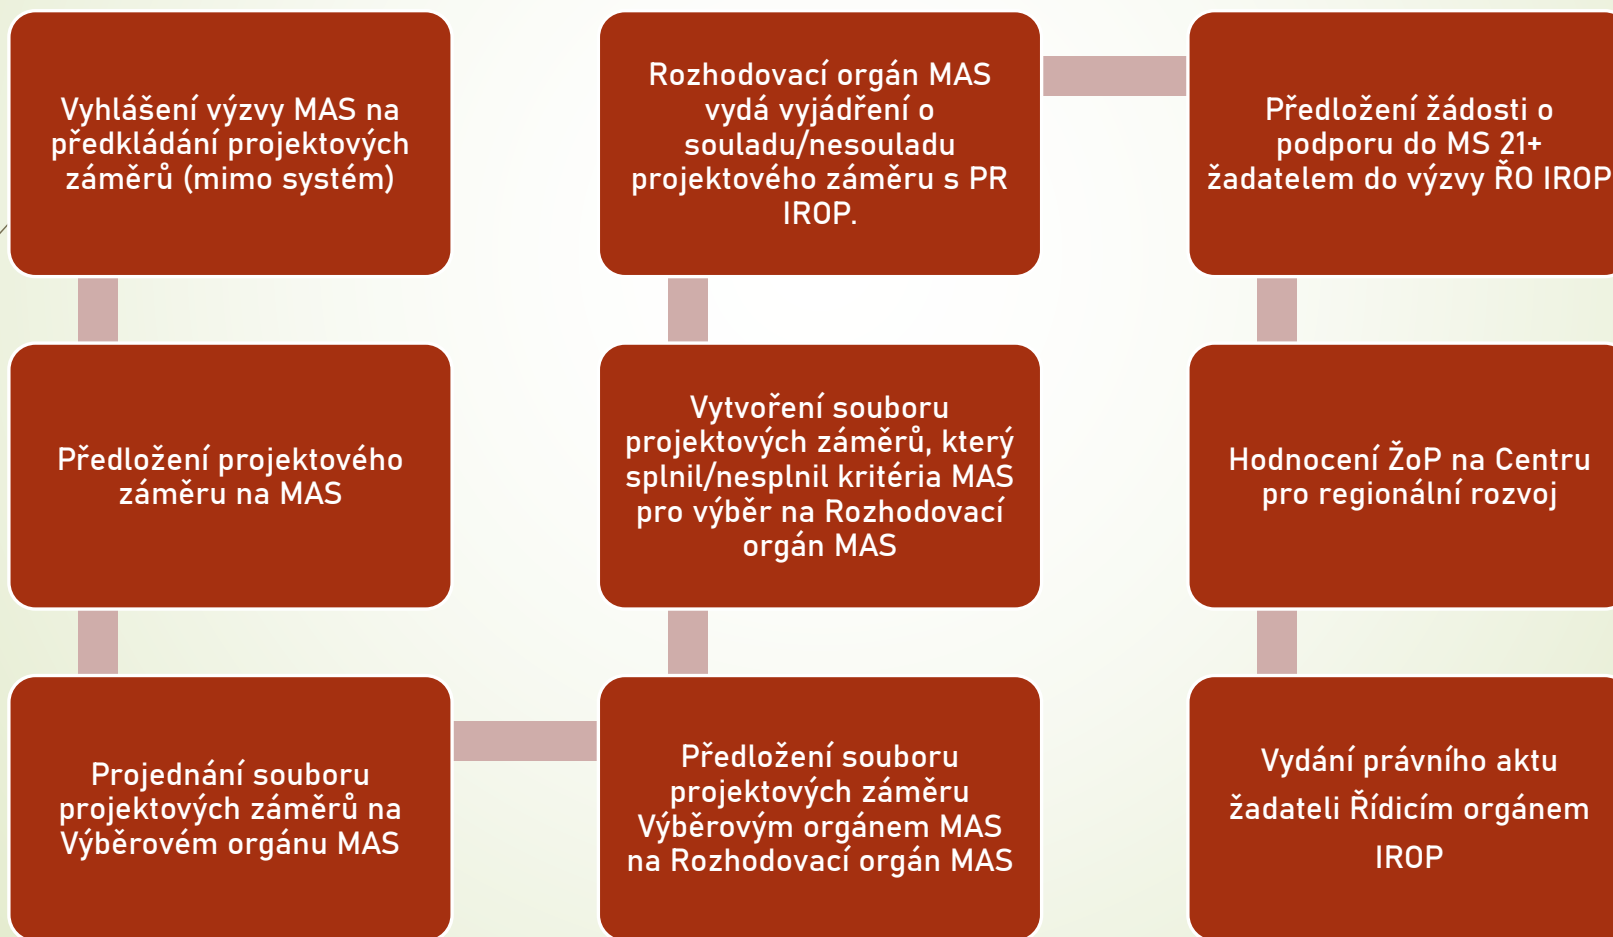 Vyhlášení výzvy MAS na
předkládání projektových
záměrů (mimo systém)
Předložení projektového
záměru na MAS
Projednání souboru
projektových záměrů na
Výběrovém orgánu MAS
Předložení souboru
projektových záměru
Výběrovým orgánem MAS
na Rozhodovací orgán MAS
Vytvoření souboru
projektových záměrů, který
splnil/nesplnil kritéria MAS
pro výběr na Rozhodovací
orgán MAS
Rozhodovací orgán MAS
vydá vyjádření o
souladu/nesouladu
projektového záměru s PR
IROP.
Předložení žádosti o
podporu do MS 21+
žadatelem do výzvy ŘO IROP
Hodnocení ŽoP na Centru
pro regionální rozvoj
Vydání právního aktu
žadateli Řídicím orgánem
IROP